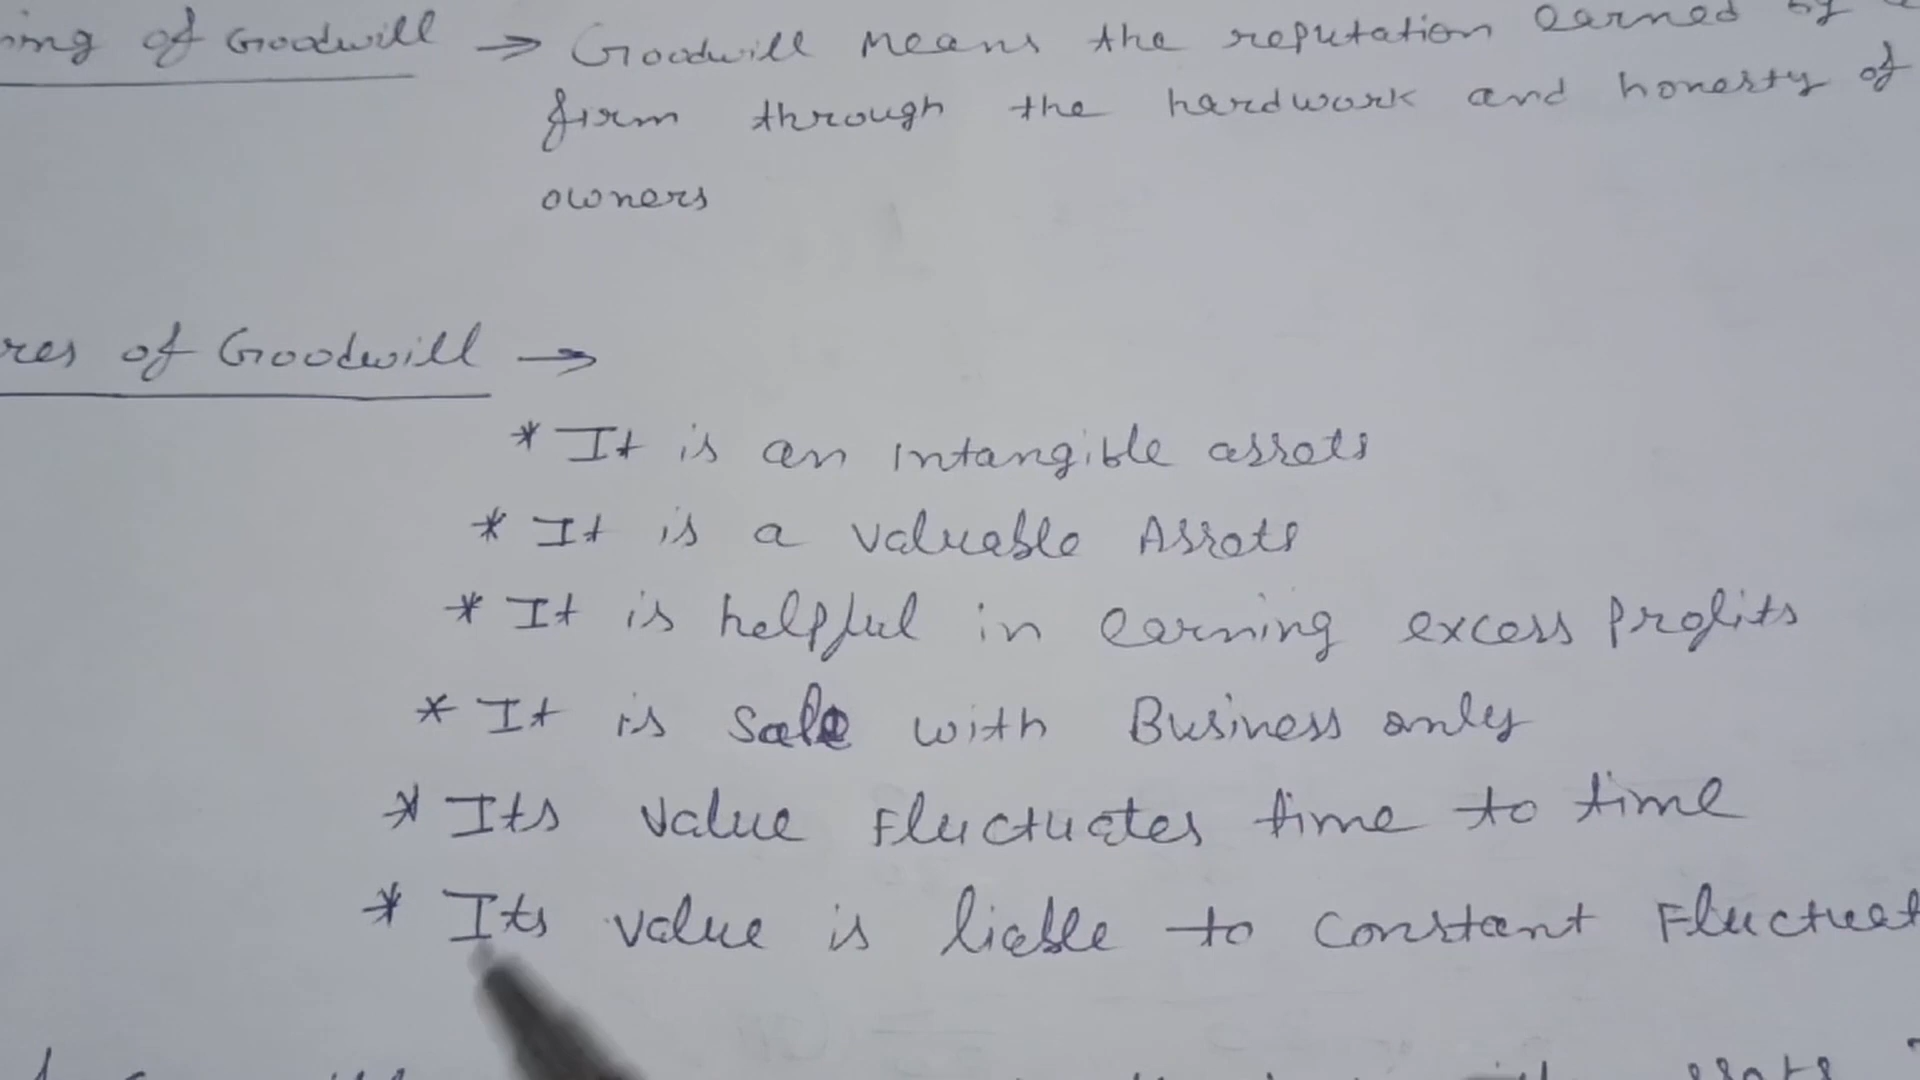 of Goodwill → Goodwill Means the reputation earned by
firm through the hardwork and honesty of
owners
of Goodwill →
* It is an Intangible assets
* It is a valuable Assets
* It is helpful in earning excess Profits
* It is Sale with Business only
* Its value Fluctuates time to time
* Its value is liable to constant Fluctuat